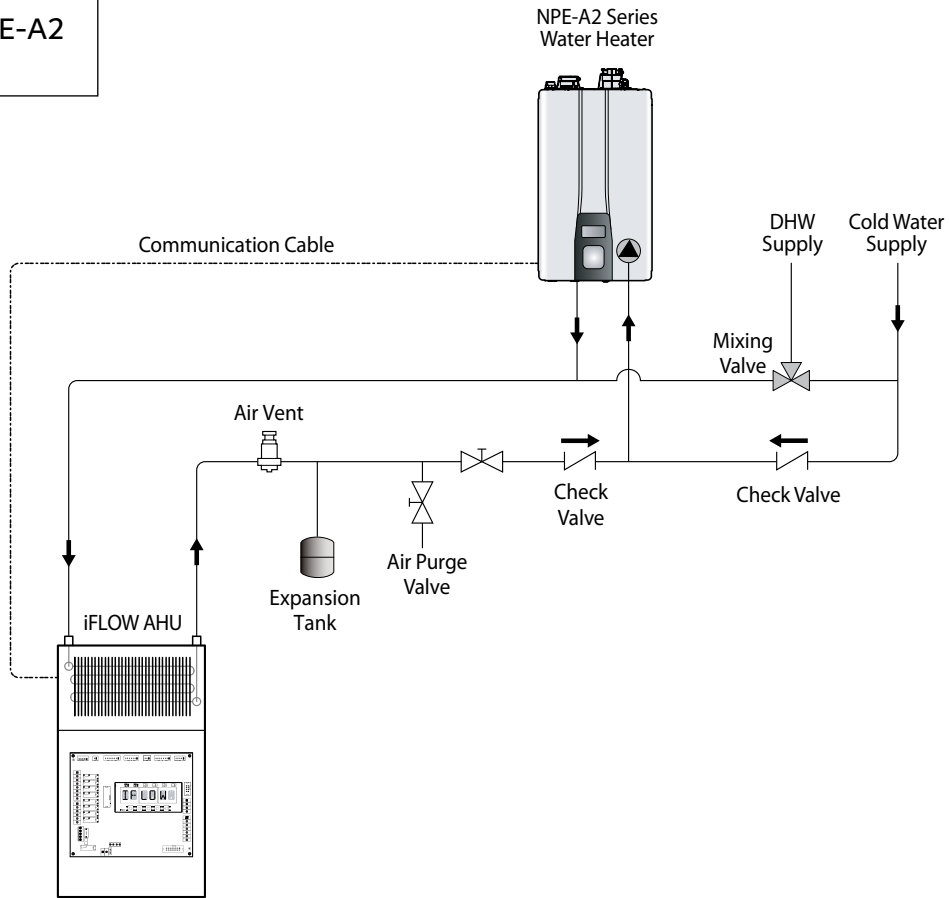 E-A2
NPE-A2 Series
Water Heater
Communication Cable
DHW
Supply
Cold Water
Supply
Mixing
Valve
Air Vent
Check
Valve
Check Valve
Air Purge
Valve
Expansion
Tank
iFLOW AHU